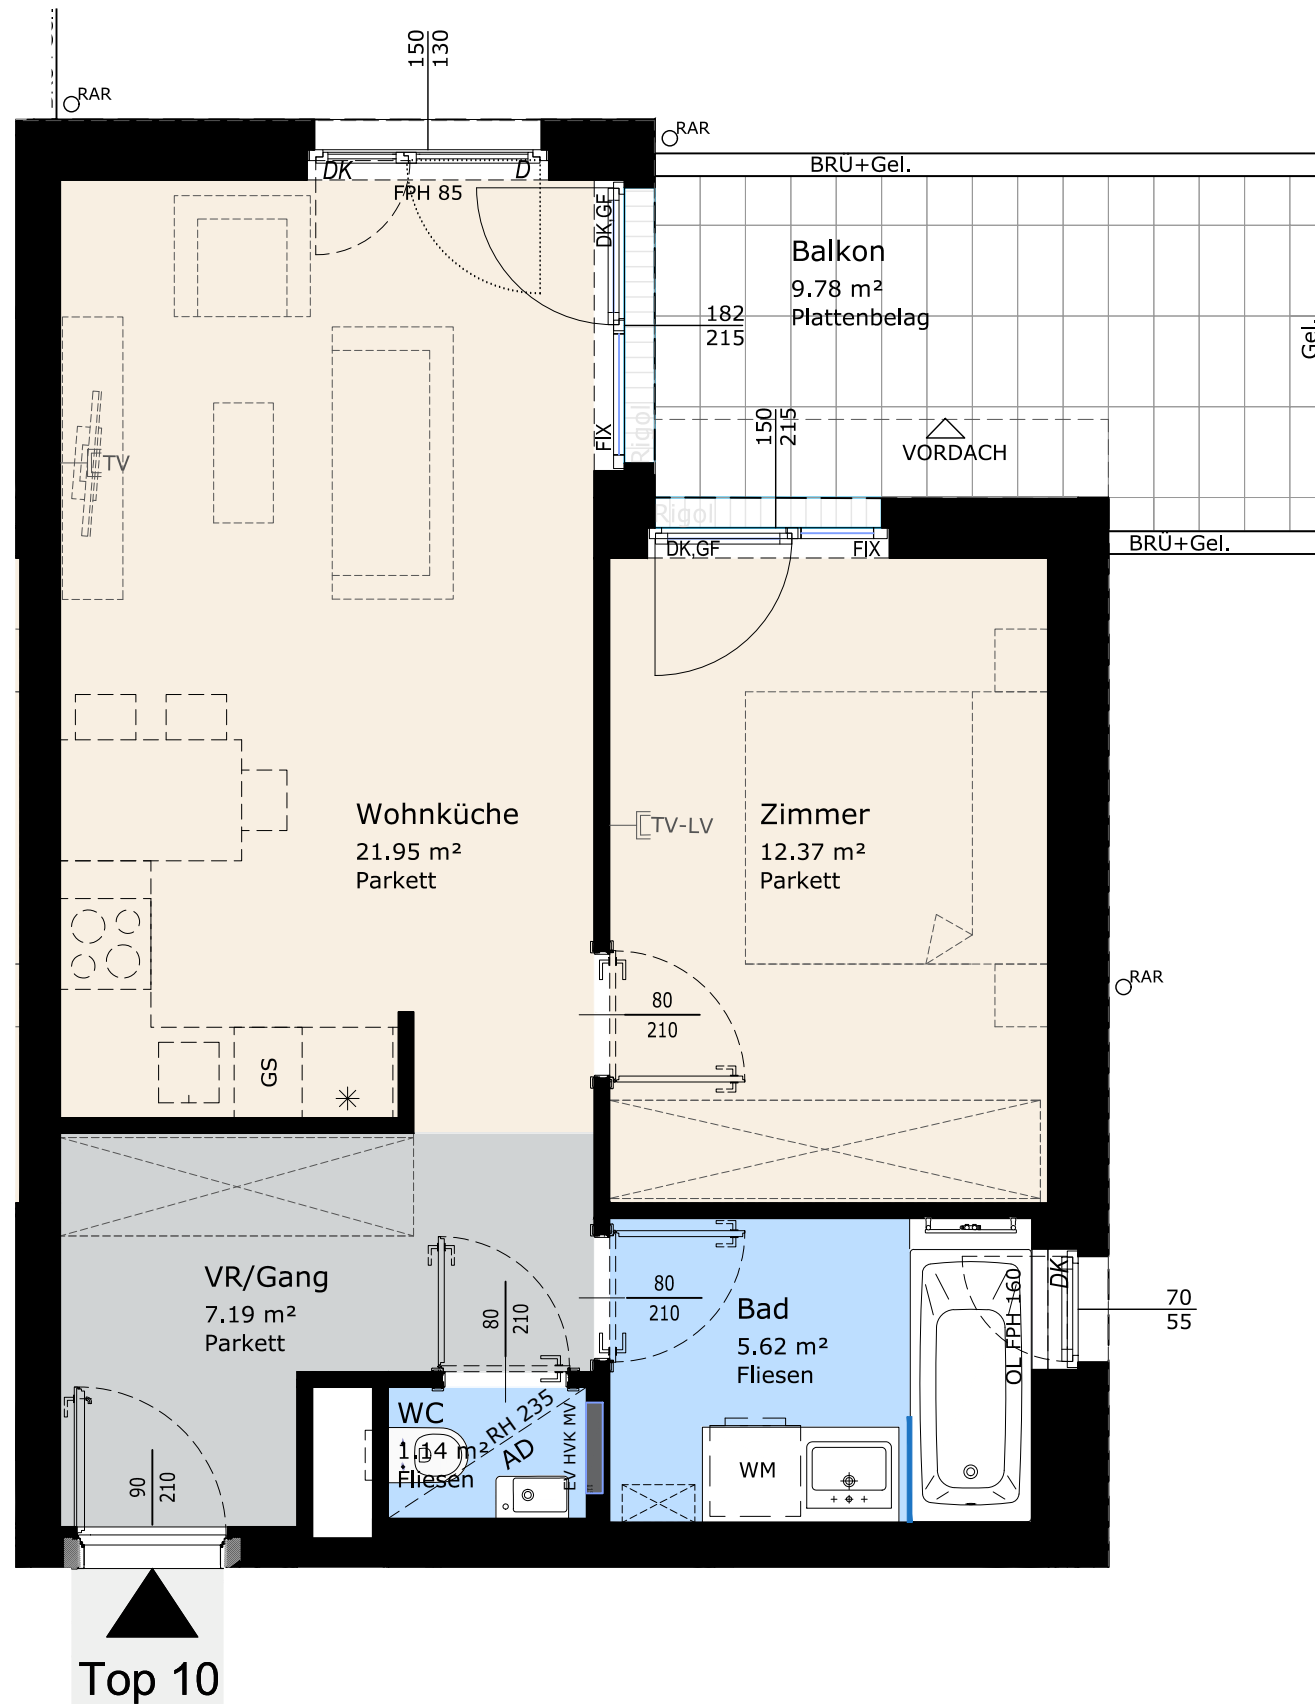 150
130
RAR
RAR
BRÜ+Gel.
DK
D
FPH 85
DK,GF
Balkon
9.78 m²
Plattenbelag
182
215
Gel.
FIX
Rigol
150
215
VORDACH
TV
Rigol
DK,GF
FIX
BRÜ+Gel.
Wohnküche
21.95 m²
Parkett
TV-LV
Zimmer
12.37 m²
Parkett
RAR
80
210
GS
VR/Gang
7.19 m²
Parkett
80
210
80
210
Bad
5.62 m²
Fliesen
OL FPH 160
DK
70
55
WC
1.14 m²
Fliesen
RH 235
AD
EV HVK MV
WM
90
210
Top 10